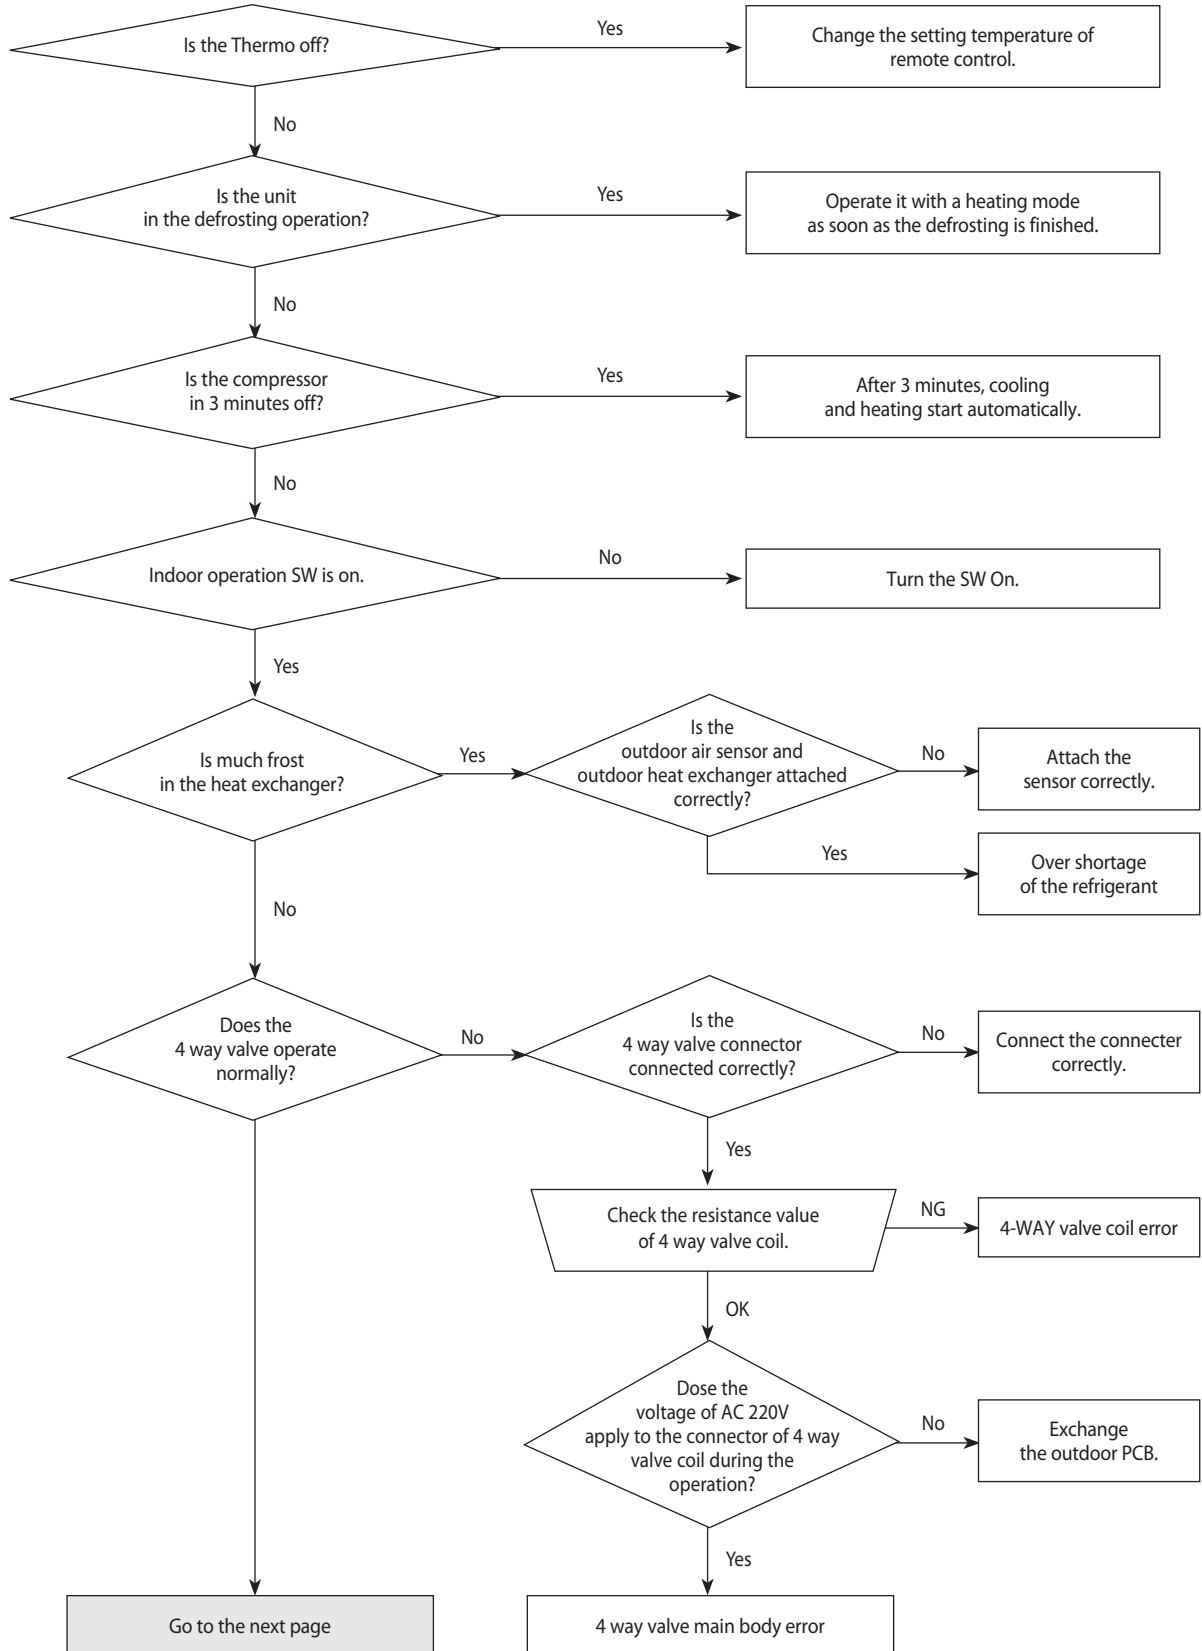 Is the Thermo off?
Yes
Change the setting temperature of
remote control.
No
Is the unit
in the defrosting operation?
Yes
Operate it with a heating mode
as soon as the defrosting is finished.
No
Is the compressor
in 3 minutes off?
Yes
After 3 minutes, cooling
and heating start automatically.
No
Indoor operation SW is on.
No
Turn the SW On.
Yes
Is much frost
in the heat exchanger?
Yes
Is the
outdoor air sensor and
outdoor heat exchanger attached
correctly?
No
Attach the
sensor correctly.
Yes
Over shortage
of the refrigerant
No
Does the
4 way valve operate
normally?
No
Is the
4 way valve connector
connected correctly?
No
Connect the connecter
correctly.
Yes
Check the resistance value
of 4 way valve coil.
NG
4-WAY valve coil error
OK
Dose the
voltage of AC 220V
apply to the connector of 4 way
valve coil during the
operation?
No
Exchange
the outdoor PCB.
Yes
Go to the next page
4 way valve main body error